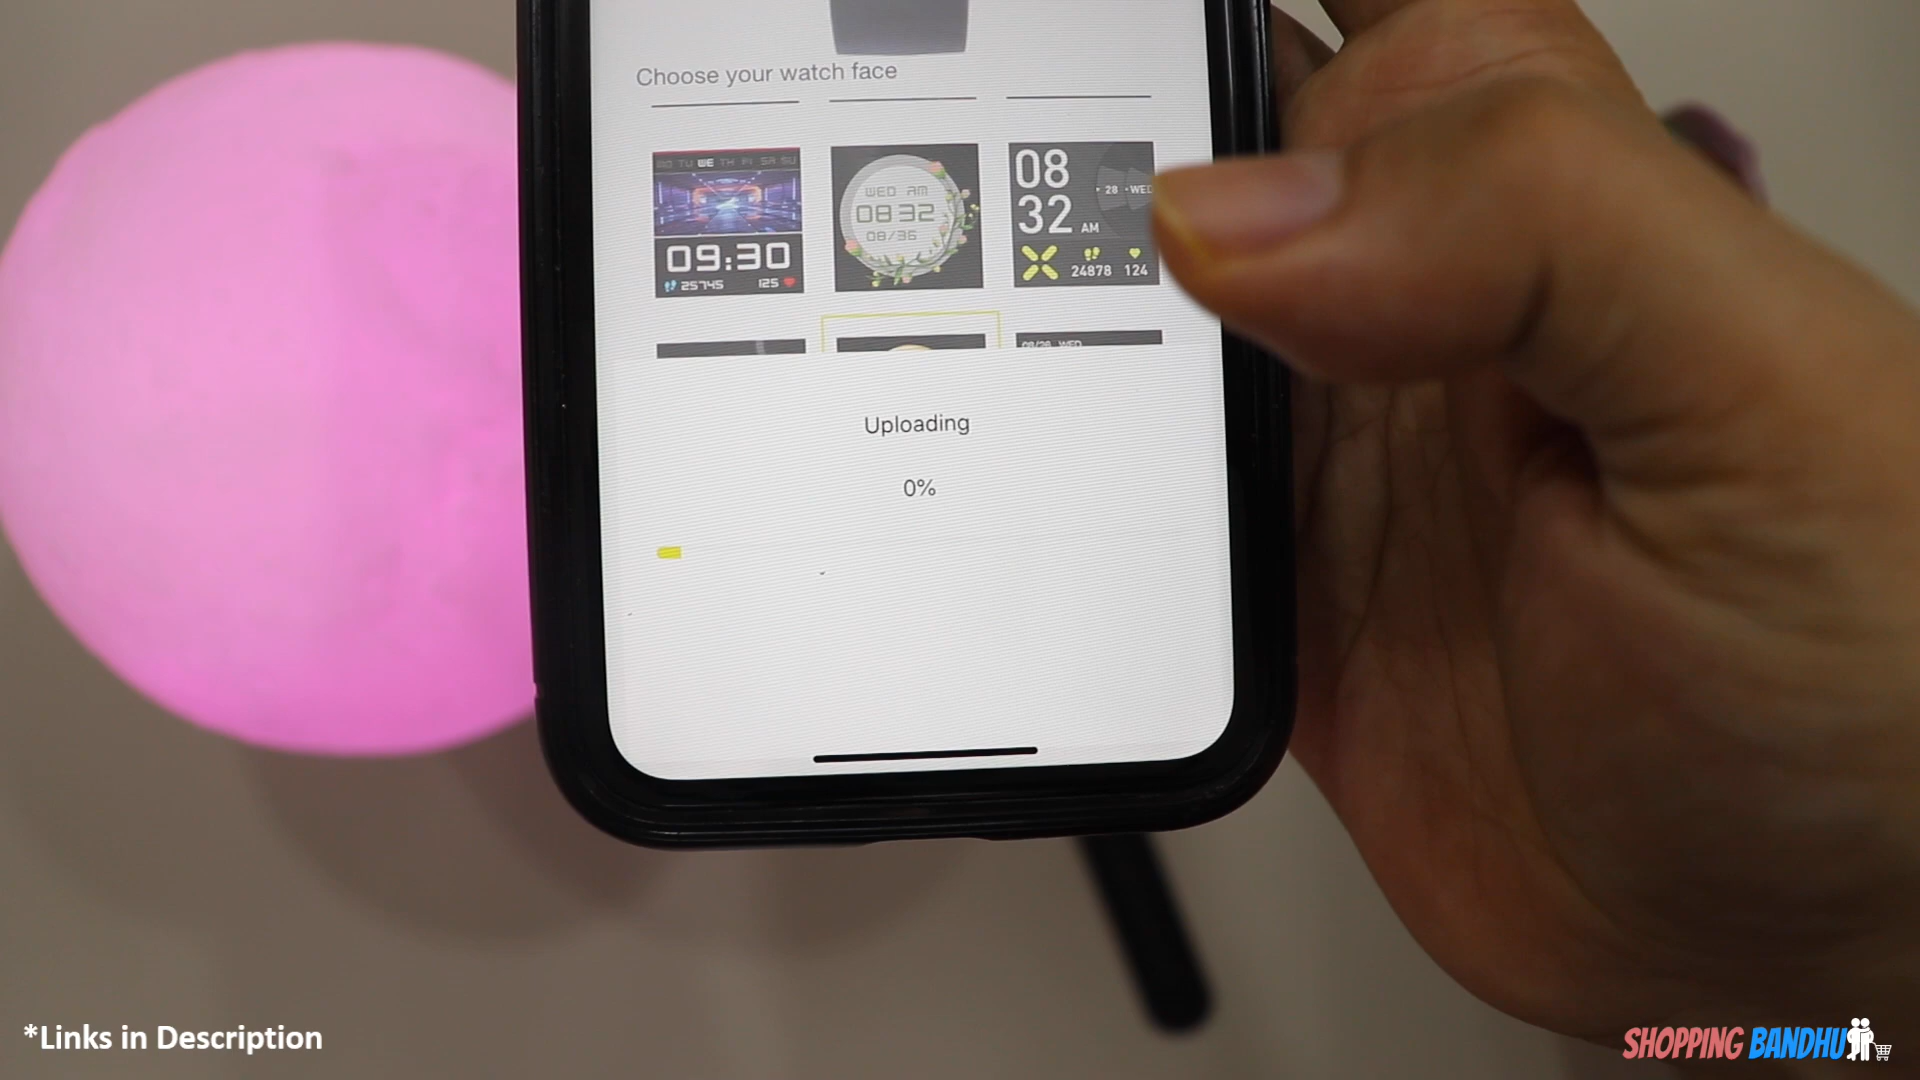 Choose your watch face
MO TU WE TH FR SA SU
09:30
25745 125
WED AM
08 32
08/36
08
32 AM
28 WED
24878 124
08/28 WED
Uploading
0%
*Links in Description
SHOPPING BANDHU